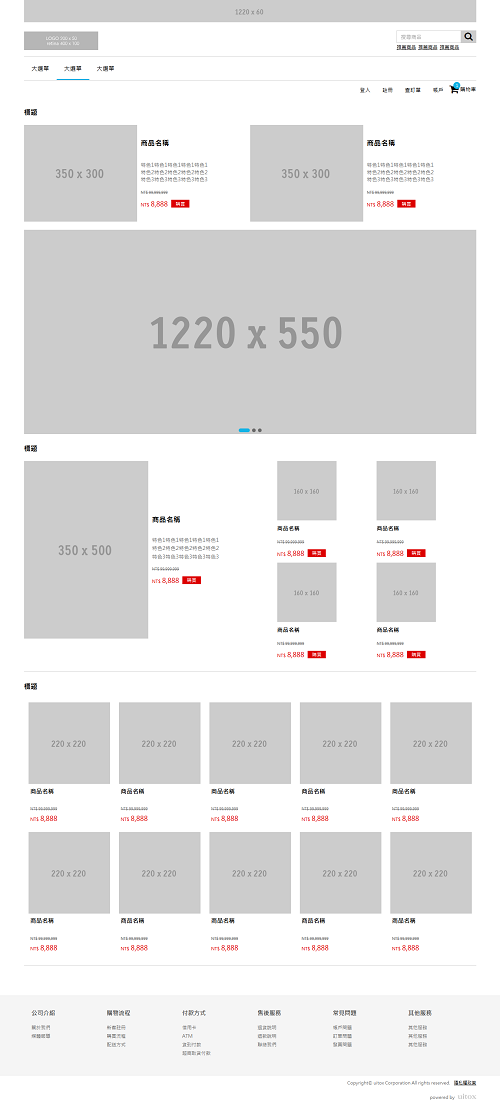 1220 x 60
搜尋商品
預購商品 預購商品 預購商品
大選單 大選單 大選單
登入 註冊 查訂單 帳戶 購物車
標題
商品名稱
350 x 300
特色1特色1特色1特色1特色1
特色2特色2特色2特色2特色2
特色3特色3特色3特色3特色3
NT$ 99,999,999
NT$ 8,888 購買
商品名稱
350 x 300
特色1特色1特色1特色1特色1
特色2特色2特色2特色2特色2
特色3特色3特色3特色3特色3
NT$ 99,999,999
NT$ 8,888 購買
1220 x 550
標題
350 x 500
商品名稱
特色1特色1特色1特色1特色1
特色2特色2特色2特色2特色2
特色3特色3特色3特色3特色3
NT$ 99,999,999
NT$ 8,888 購買
160 x 160 160 x 160
商品名稱 商品名稱
NT$ 99,999,999 NT$ 99,999,999
NT$ 8,888 購買 NT$ 8,888 購買
160 x 160 160 x 160
商品名稱 商品名稱
NT$ 99,999,999 NT$ 99,999,999
NT$ 8,888 購買 NT$ 8,888 購買
標題
220 x 220 220 x 220 220 x 220 220 x 220 220 x 220
商品名稱 商品名稱 商品名稱 商品名稱 商品名稱
NT$ 99,999,999 NT$ 99,999,999 NT$ 99,999,999 NT$ 99,999,999 NT$ 99,999,999
NT$ 8,888 NT$ 8,888 NT$ 8,888 NT$ 8,888 NT$ 8,888
220 x 220 220 x 220 220 x 220 220 x 220 220 x 220
商品名稱 商品名稱 商品名稱 商品名稱 商品名稱
NT$ 99,999,999 NT$ 99,999,999 NT$ 99,999,999 NT$ 99,999,999 NT$ 99,999,999
NT$ 8,888 NT$ 8,888 NT$ 8,888 NT$ 8,888 NT$ 8,888
公司介紹 購物流程 付款方式 售後服務 常見問題 其他服務
關於我們 新會註冊 信用卡 退貨說明 帳戶問題 其他服務
購買流程 ATM 退款說明 訂單問題 其他服務
配送方式 貨到付款 聯絡我們 發票問題 其他服務
超商取貨付款
Copyright© uitox Corporation All rights reserved. 隱私權政策
powered by uitox